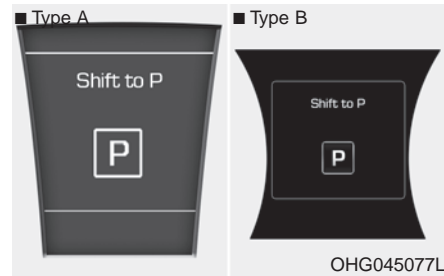 ■ Type A
Shift to P
P
■ Type B
Shift to P
P
OHG045077L